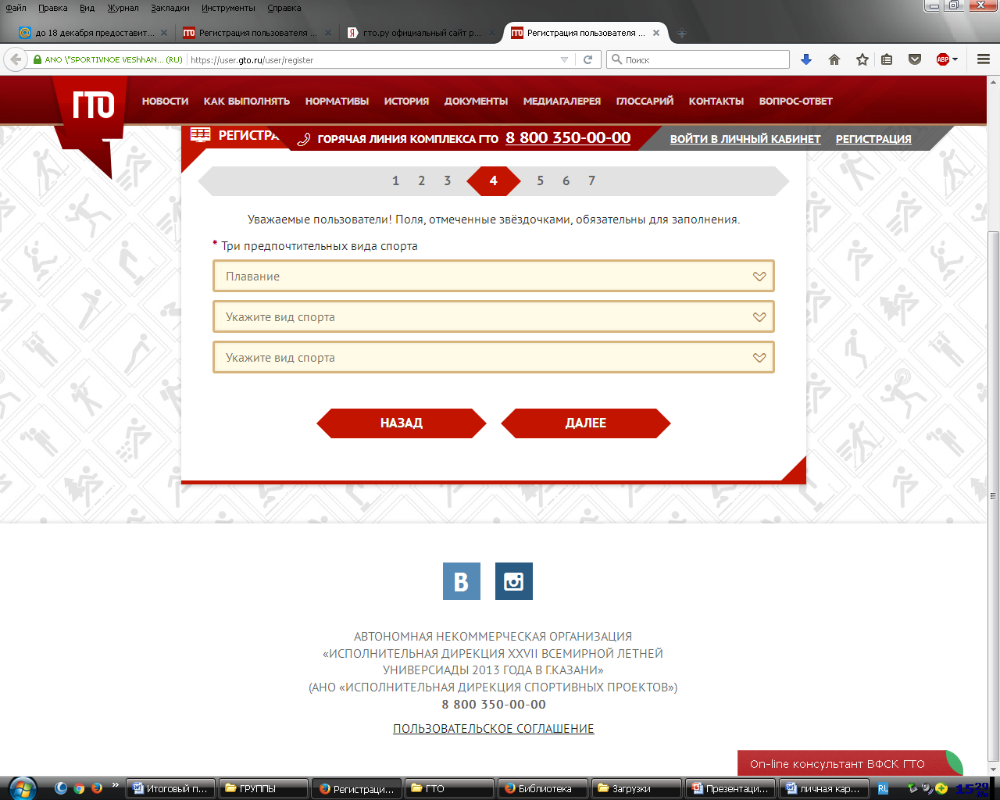 Файл Правка Вид Журнал Закладки Инструменты Справка
до 18 декабря предоставит... Регистрация пользователя ... гто.ру официальный сайт р... Регистрация пользователя ...
ANO \"SPORTIVNOE VEShhAN... (RU) https://user.gto.ru/user/register Поиск ABP
ГТО НОВОСТИ КАК ВЫПОЛНЯТЬ НОРМАТИВЫ ИСТОРИЯ ДОКУМЕНТЫ МЕДИАГАЛЕРЕЯ ГЛОССАРИЙ КОНТАКТЫ ВОПРОС-ОТВЕТ
РЕГИСТРА ГОРЯЧАЯ ЛИНИЯ КОМПЛЕКСА ГТО 8 800 350-00-00 ВОЙТИ В ЛИЧНЫЙ КАБИНЕТ РЕГИСТРАЦИЯ
1 2 3 4 5 6 7
Уважаемые пользователи! Поля, отмеченные звёздочками, обязательны для заполнения.
* Три предпочтительных вида спорта
Плавание
Укажите вид спорта
Укажите вид спорта
НАЗАД ДАЛЕЕ
АВТОНОМНАЯ НЕКОММЕРЧЕСКАЯ ОРГАНИЗАЦИЯ
«ИСПОЛНИТЕЛЬНАЯ ДИРЕКЦИЯ XXVII ВСЕМИРНОЙ ЛЕТНЕЙ
УНИВЕРСИАДЫ 2013 ГОДА В Г.КАЗАНИ»
(АНО «ИСПОЛНИТЕЛЬНАЯ ДИРЕКЦИЯ СПОРТИВНЫХ ПРОЕКТОВ»)
8 800 350-00-00
ПОЛЬЗОВАТЕЛЬСКОЕ СОГЛАШЕНИЕ
On-line консультант ВФСК ГТО
Итоговый п... ГРУППЫ Регистраци... ГТО Библиотека Загрузки Презентаци... личная кар... RL 15:29